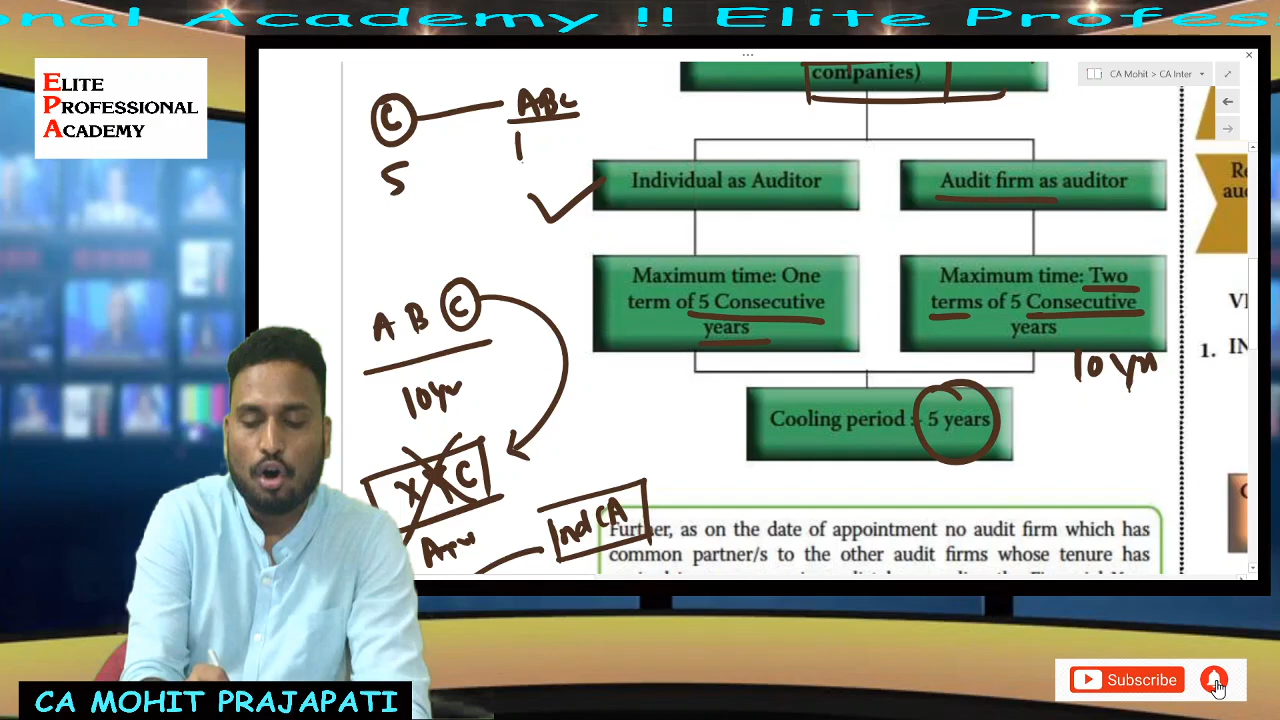 onal Academy !! Elite Profes
ELITE
PROFESSIONAL
ACADEMY
companies)
CA Mohit > CA Inter
C
ABC
5
1
Individual as Auditor
Audit firm as auditor
Maximum time: One
term of 5 Consecutive
years
Maximum time: Two
terms of 5 Consecutive
years
10 yrs
A B C
10yr
Cooling period :- 5 years
C
Ind CA
Further, as on the date of appointment no audit firm which has
common partner/s to the other audit firms whose tenure has
1. IN
Subscribe
CA MOHIT PRAJAPATI